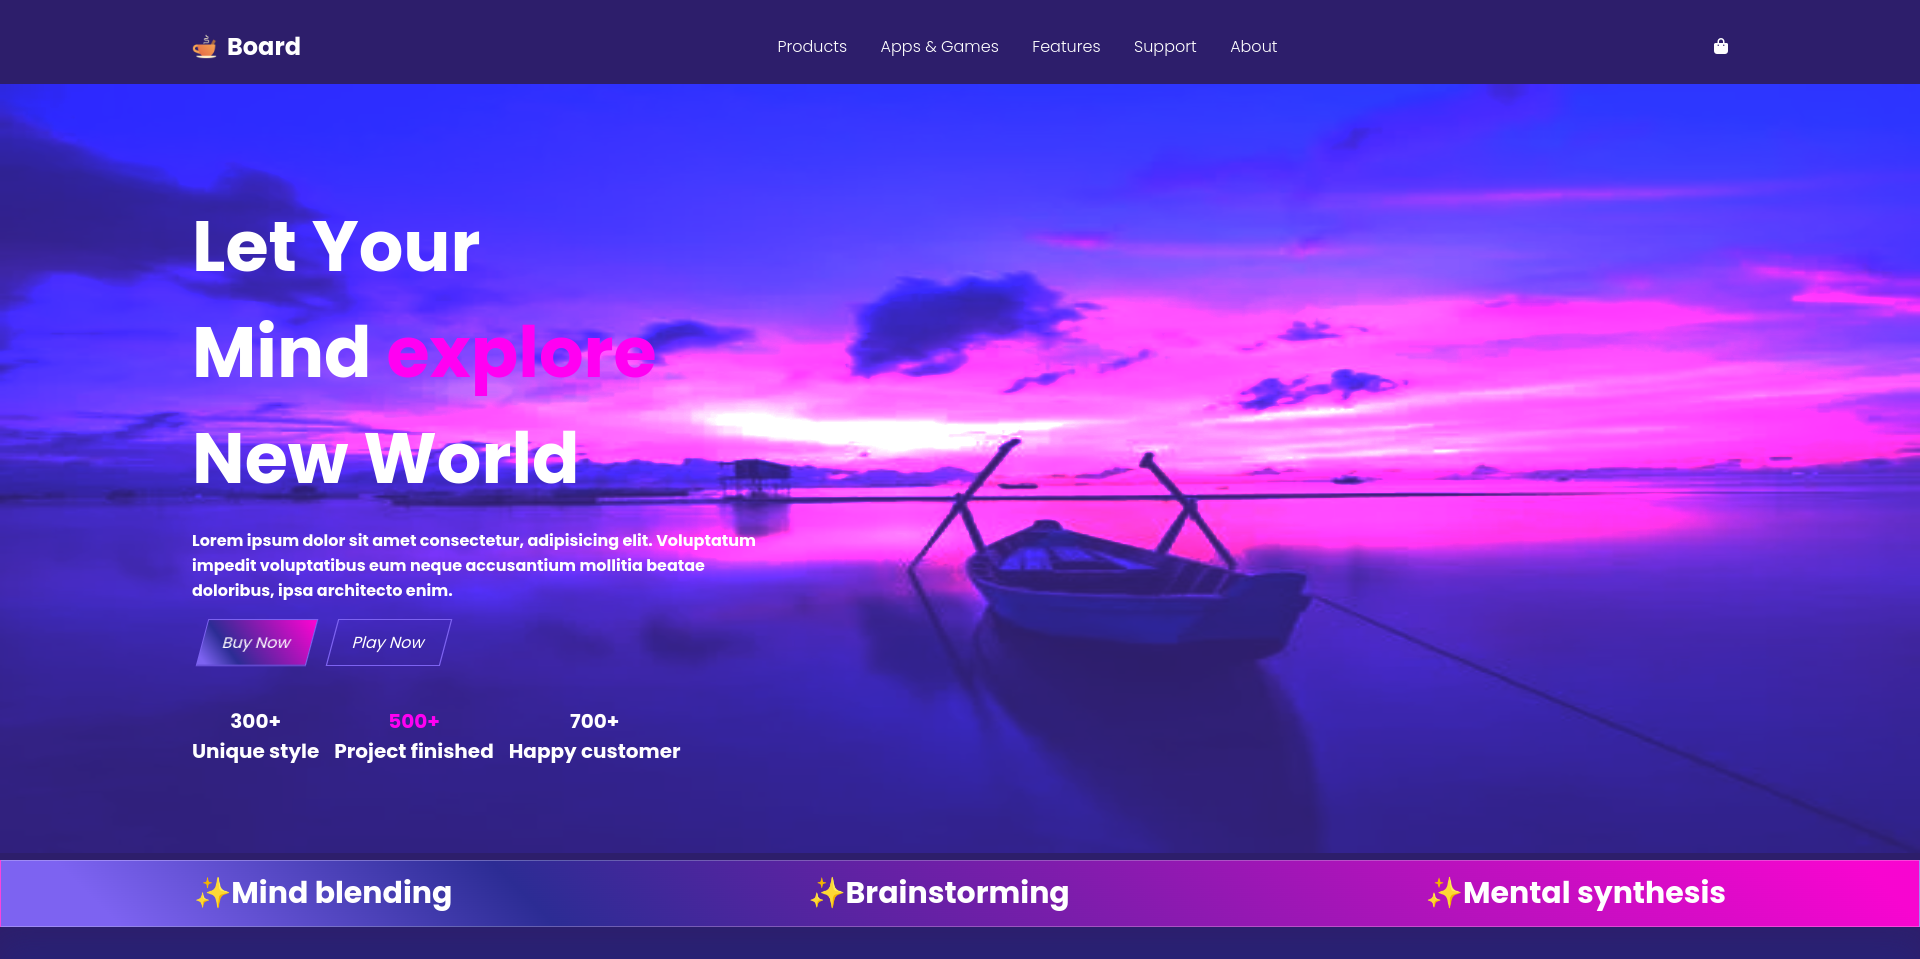 Board
Products
Apps & Games
Features
Support
About
Let Your
Mind explore
New World
Lorem ipsum dolor sit amet consectetur, adipisicing elit. Voluptatum
impedit voluptatibus eum neque accusantium mollitia beatae
doloribus, ipsa architecto enim.
Buy Now
Play Now
300+
Unique style
500+
Project finished
700+
Happy customer
✨Mind blending
✨Brainstorming
✨Mental synthesis